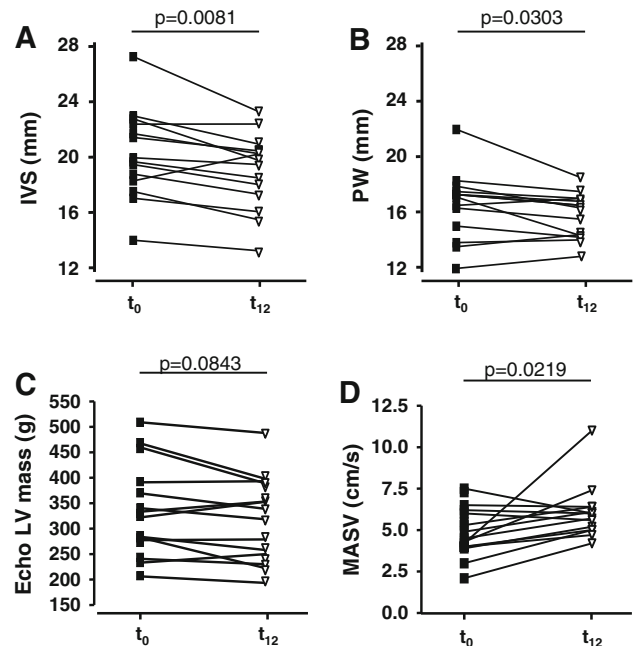 A
p=0.0081
IVS (mm)
28
24
20
16
12
t0
t12
B
p=0.0303
PW (mm)
28
24
20
16
12
t0
t12
C
p=0.0843
Echo LV mass (g)
550
500
450
400
350
300
250
200
150
t0
t12
D
p=0.0219
MASV (cm/s)
12.5
10.0
7.5
5.0
2.5
0.0
t0
t12